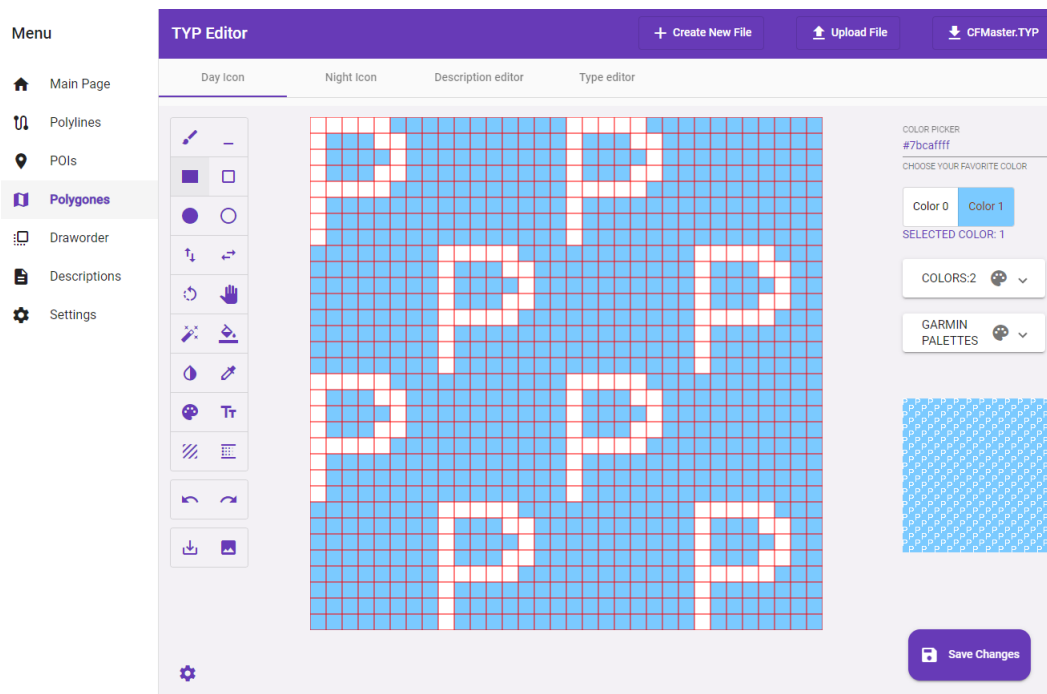 Menu
TYP Editor
Create New File
Upload File
CFMaster.TYP
Main Page
Polylines
POIs
Polygones
Draworder
Descriptions
Settings
Day Icon
Night Icon
Description editor
Type editor
COLOR PICKER
#7bcaffff
CHOOSE YOUR FAVORITE COLOR
Color 0
Color 1
SELECTED COLOR: 1
COLORS:2
GARMIN
PALETTES
Save Changes